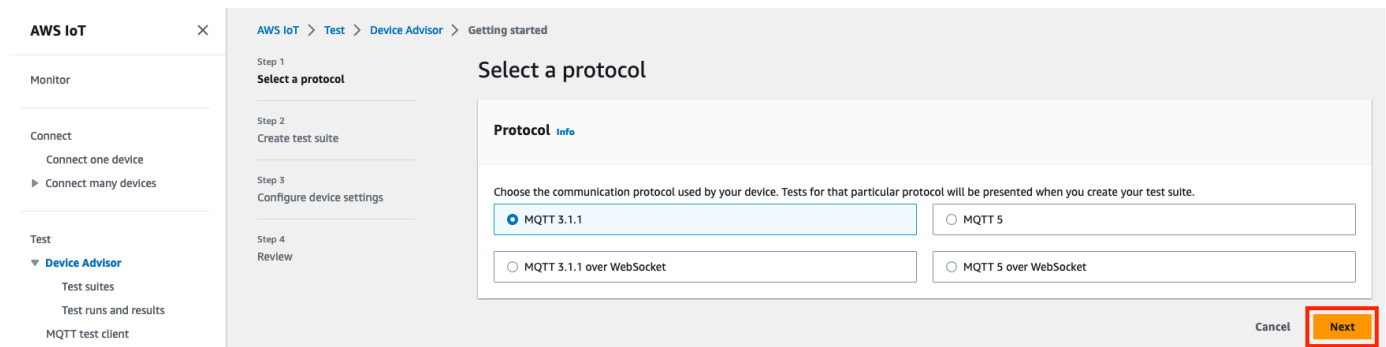 AWS IoT
Monitor
Connect
Connect one device
Connect many devices
Test
Device Advisor
Test suites
Test runs and results
MQTT test client
AWS IoT > Test > Device Advisor > Getting started
Step 1
Select a protocol
Step 2
Create test suite
Step 3
Configure device settings
Step 4
Review
Select a protocol
Protocol Info
Choose the communication protocol used by your device. Tests for that particular protocol will be presented when you create your test suite.
MQTT 3.1.1
MQTT 5
MQTT 3.1.1 over WebSocket
MQTT 5 over WebSocket
Cancel
Next